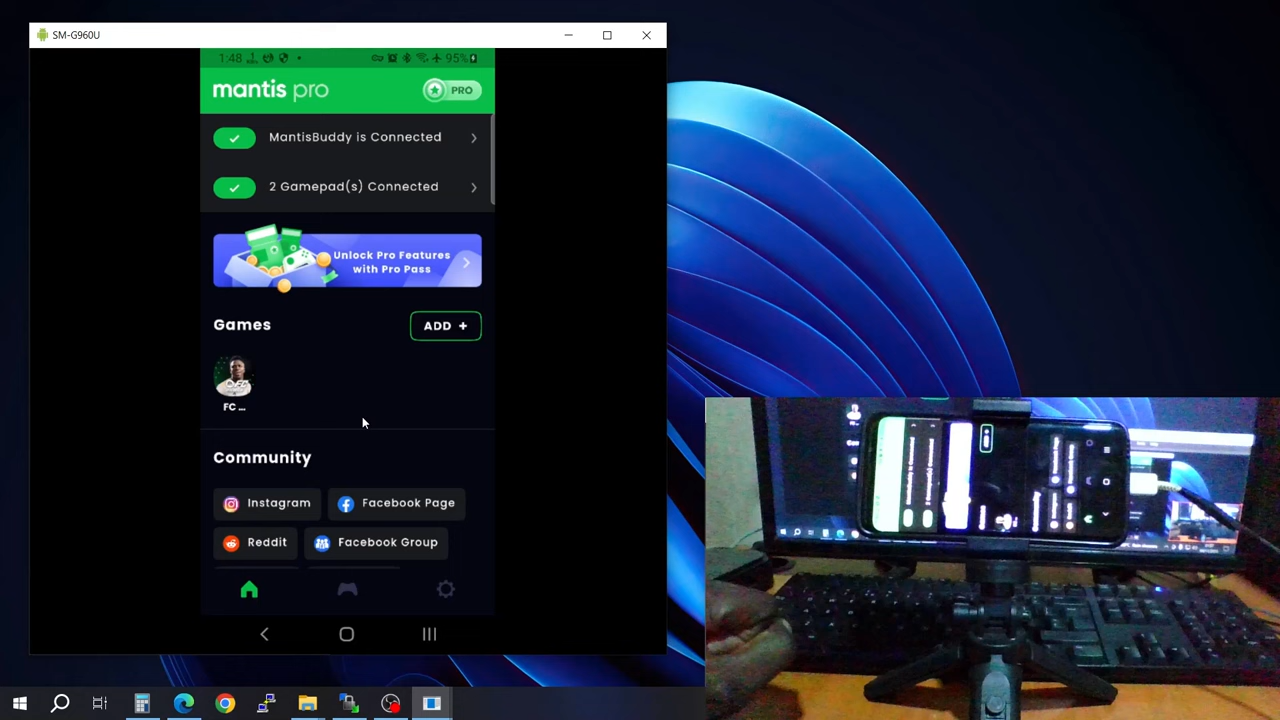 SM-G960U
1:48
95%
mantis pro
PRO
MantisBuddy is Connected
2 Gamepad(s) Connected
Unlock Pro Features
with Pro Pass
Games
ADD +
FC ...
Community
Instagram
Facebook Page
Reddit
Facebook Group